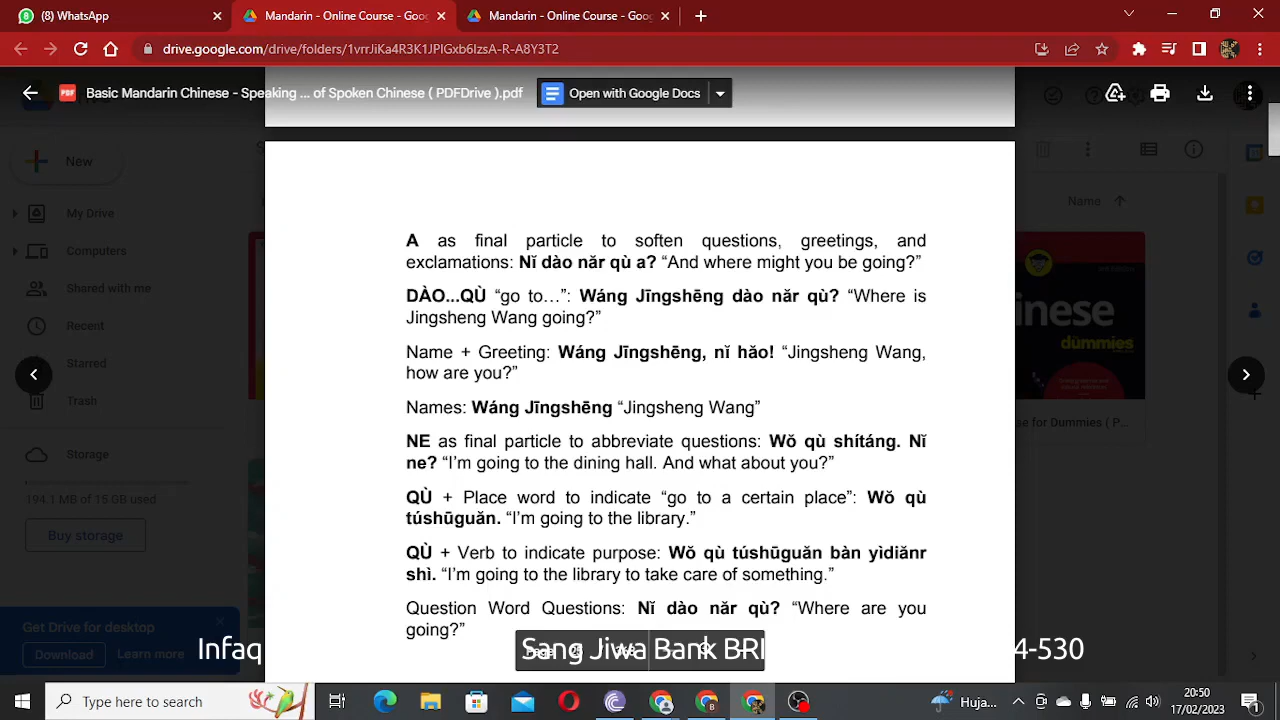 (8) WhatsApp
Mandarin - Online Course - Goo
Mandarin - Online Course - Goo
drive.google.com/drive/folders/1vrrJiKa4R3K1JPIGxb6IzsA-R-A8Y3T2
Basic Mandarin Chinese - Speaking ... of Spoken Chinese ( PDFDrive ).pdf
Open with Google Docs
New
My Drive
Computers
Shared with me
Recent
Starred
Trash
Storage
194.1 MB of 15 GB used
Buy storage
Get Drive for desktop
Download
Learn more
Name
inese
dummies
se for Dummies ( P...
A as final particle to soften questions, greetings, and
exclamations: Nǐ dào nǎr qù a? “And where might you be going?”
DÀO...QÙ “go to…”: Wáng Jīngshēng dào nǎr qù? “Where is
Jingsheng Wang going?”
Name + Greeting: Wáng Jīngshēng, nǐ hǎo! “Jingsheng Wang,
how are you?”
Names: Wáng Jīngshēng “Jingsheng Wang”
NE as final particle to abbreviate questions: Wǒ qù shítáng. Nǐ
ne? “I’m going to the dining hall. And what about you?”
QÙ + Place word to indicate “go to a certain place”: Wǒ qù
túshūguǎn. “I’m going to the library.”
QÙ + Verb to indicate purpose: Wǒ qù túshūguǎn bàn yìdiǎnr
shì. “I’m going to the library to take care of something.”
Question Word Questions: Nǐ dào nǎr qù? “Where are you
going?”
Infaq
Sang Jiwa Bank BRI
4-530
Type here to search
Huja...
20:50
17/02/2023